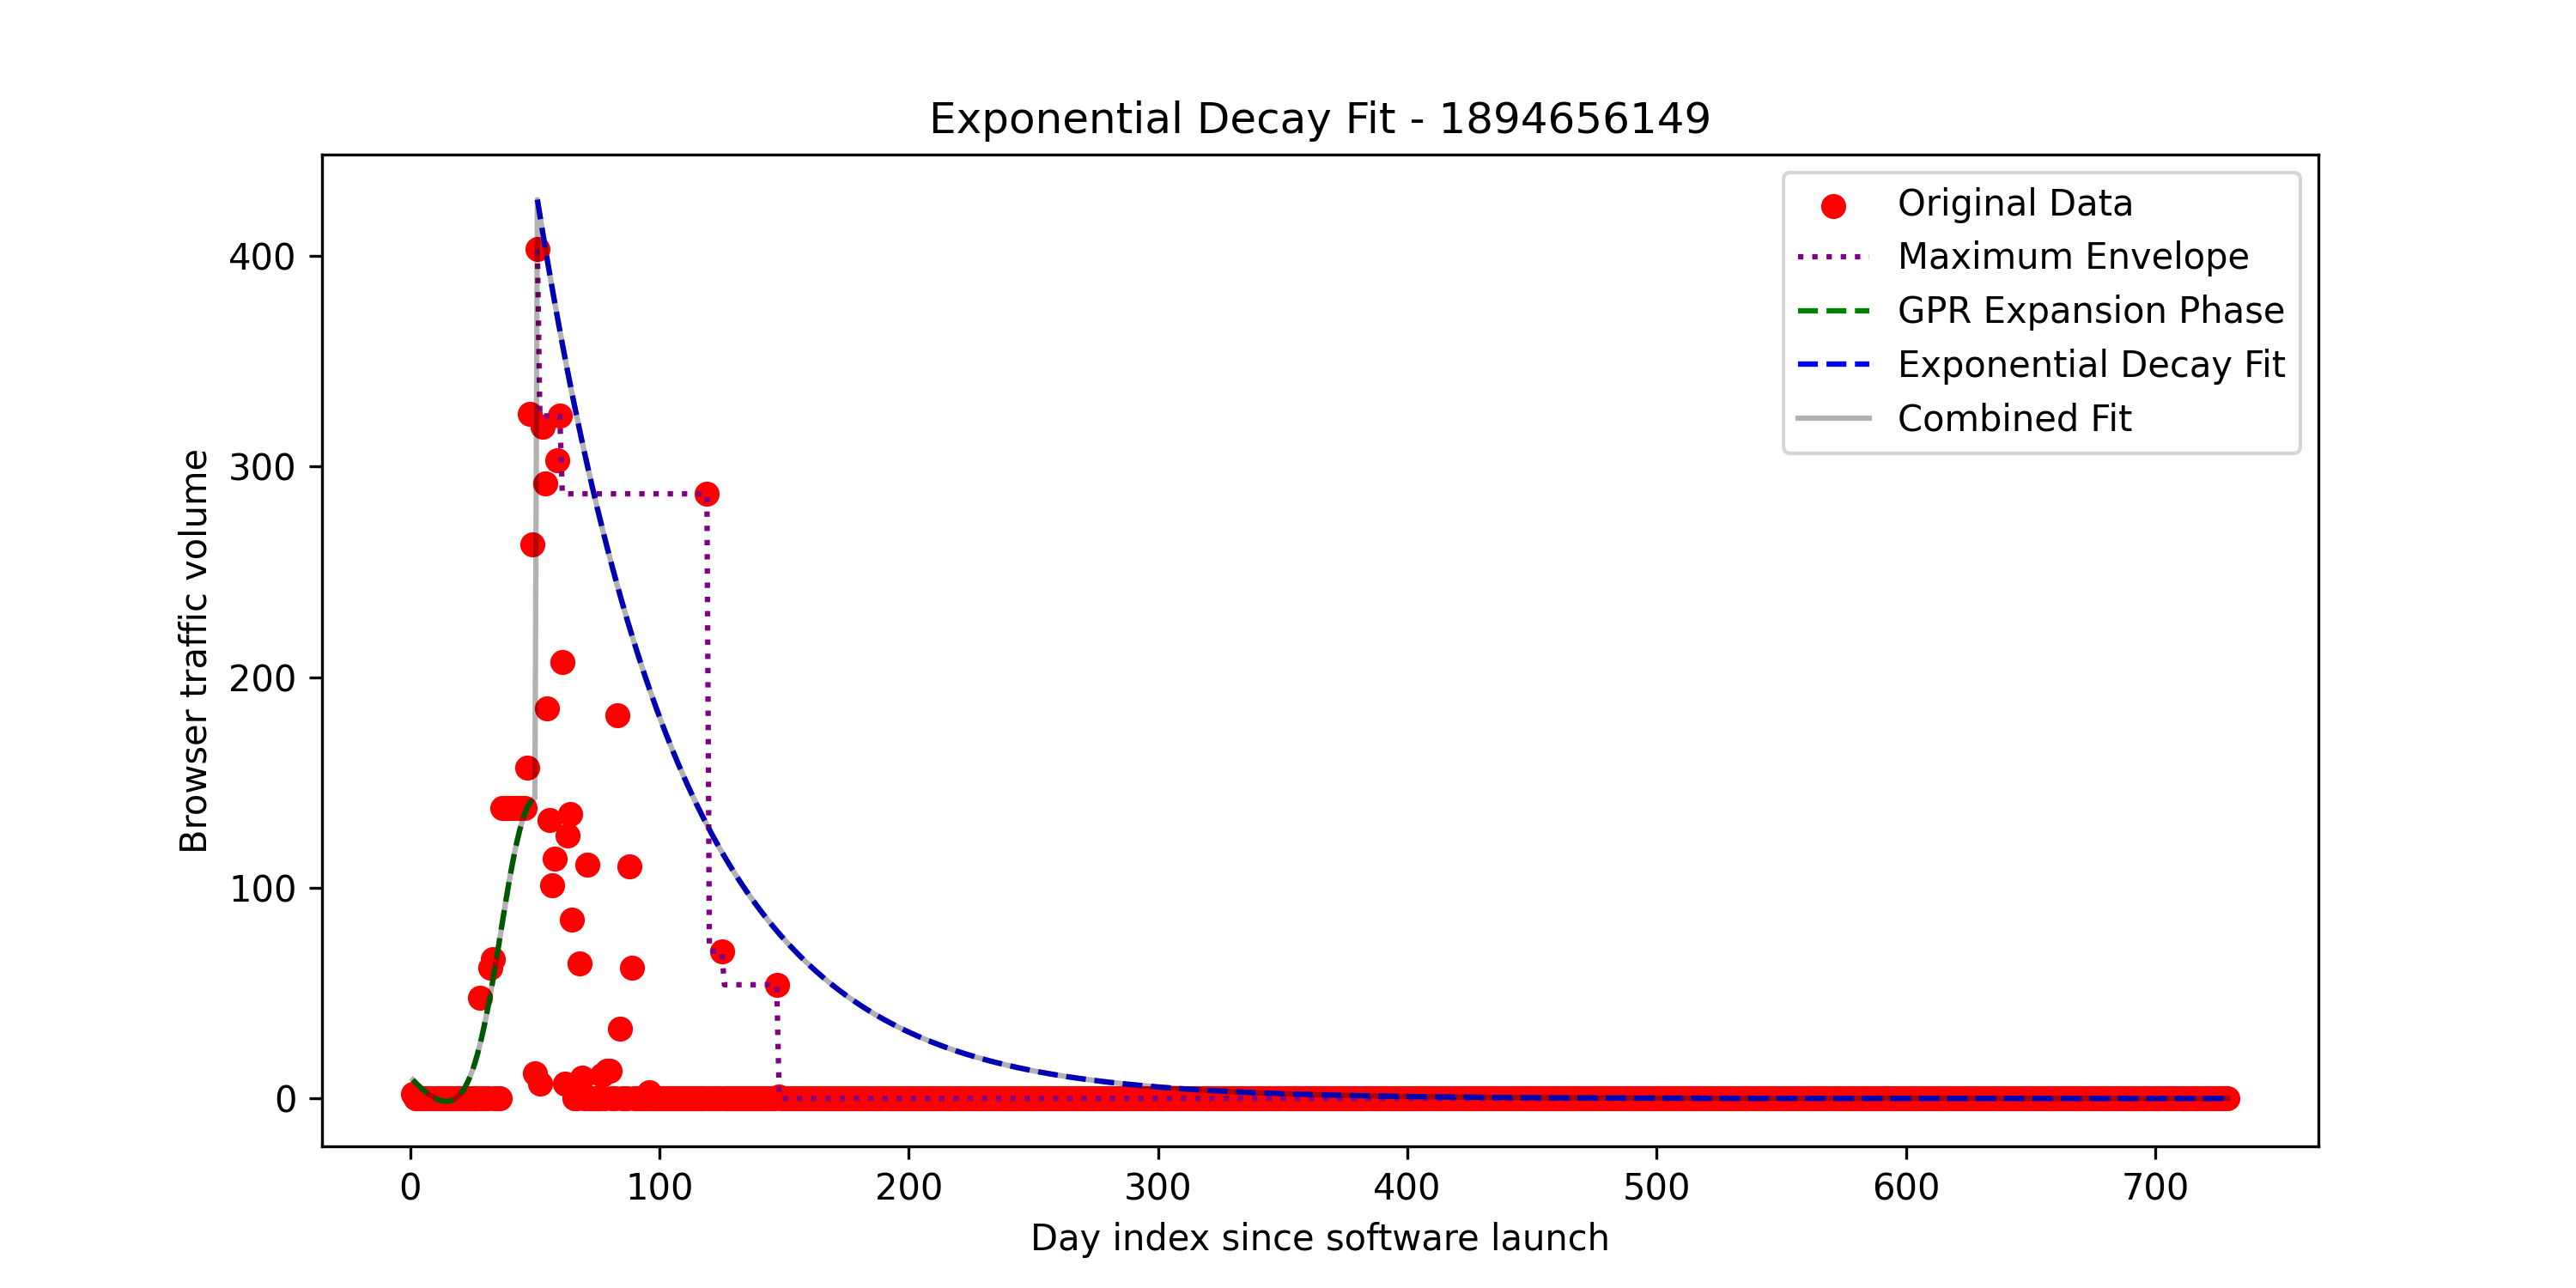 Exponential Decay Fit - 1894656149
Original Data
Maximum Envelope
GPR Expansion Phase
Exponential Decay Fit
Combined Fit
Browser traffic volume
400
300
200
100
0
0 100 200 300 400 500 600 700
Day index since software launch